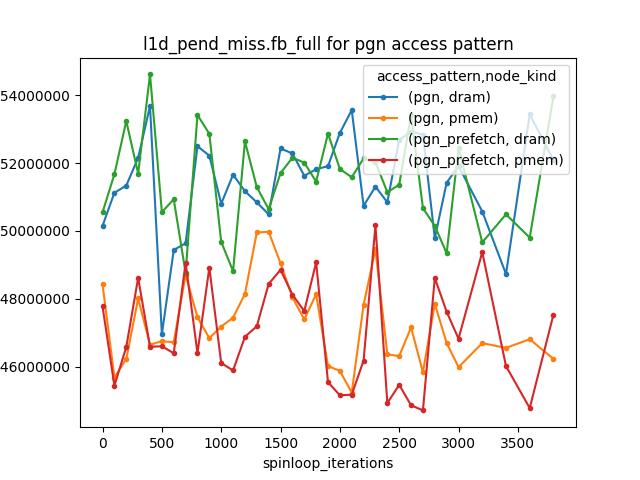 l1d_pend_miss.fb_full for pgn access pattern
access_pattern,node_kind
(pgn, dram)
(pgn, pmem)
(pgn_prefetch, dram)
(pgn_prefetch, pmem)
54000000
52000000
50000000
48000000
46000000
0 500 1000 1500 2000 2500 3000 3500
spinloop_iterations